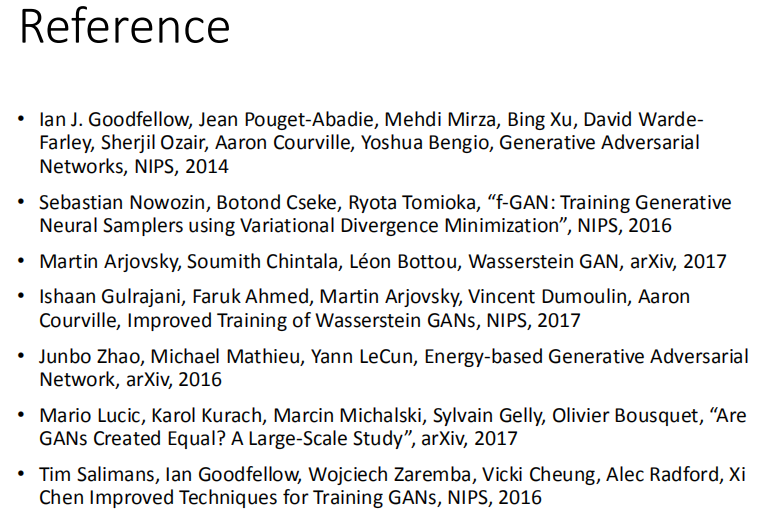 Reference
• Ian J. Goodfellow, Jean Pouget-Abadie, Mehdi Mirza, Bing Xu, David Warde-
Farley, Sherjil Ozair, Aaron Courville, Yoshua Bengio, Generative Adversarial
Networks, NIPS, 2014
• Sebastian Nowozin, Botond Cseke, Ryota Tomioka, “f-GAN: Training Generative
Neural Samplers using Variational Divergence Minimization”, NIPS, 2016
• Martin Arjovsky, Soumith Chintala, Léon Bottou, Wasserstein GAN, arXiv, 2017
• Ishaan Gulrajani, Faruk Ahmed, Martin Arjovsky, Vincent Dumoulin, Aaron
Courville, Improved Training of Wasserstein GANs, NIPS, 2017
• Junbo Zhao, Michael Mathieu, Yann LeCun, Energy-based Generative Adversarial
Network, arXiv, 2016
• Mario Lucic, Karol Kurach, Marcin Michalski, Sylvain Gelly, Olivier Bousquet, “Are
GANs Created Equal? A Large-Scale Study”, arXiv, 2017
• Tim Salimans, Ian Goodfellow, Wojciech Zaremba, Vicki Cheung, Alec Radford, Xi
Chen Improved Techniques for Training GANs, NIPS, 2016